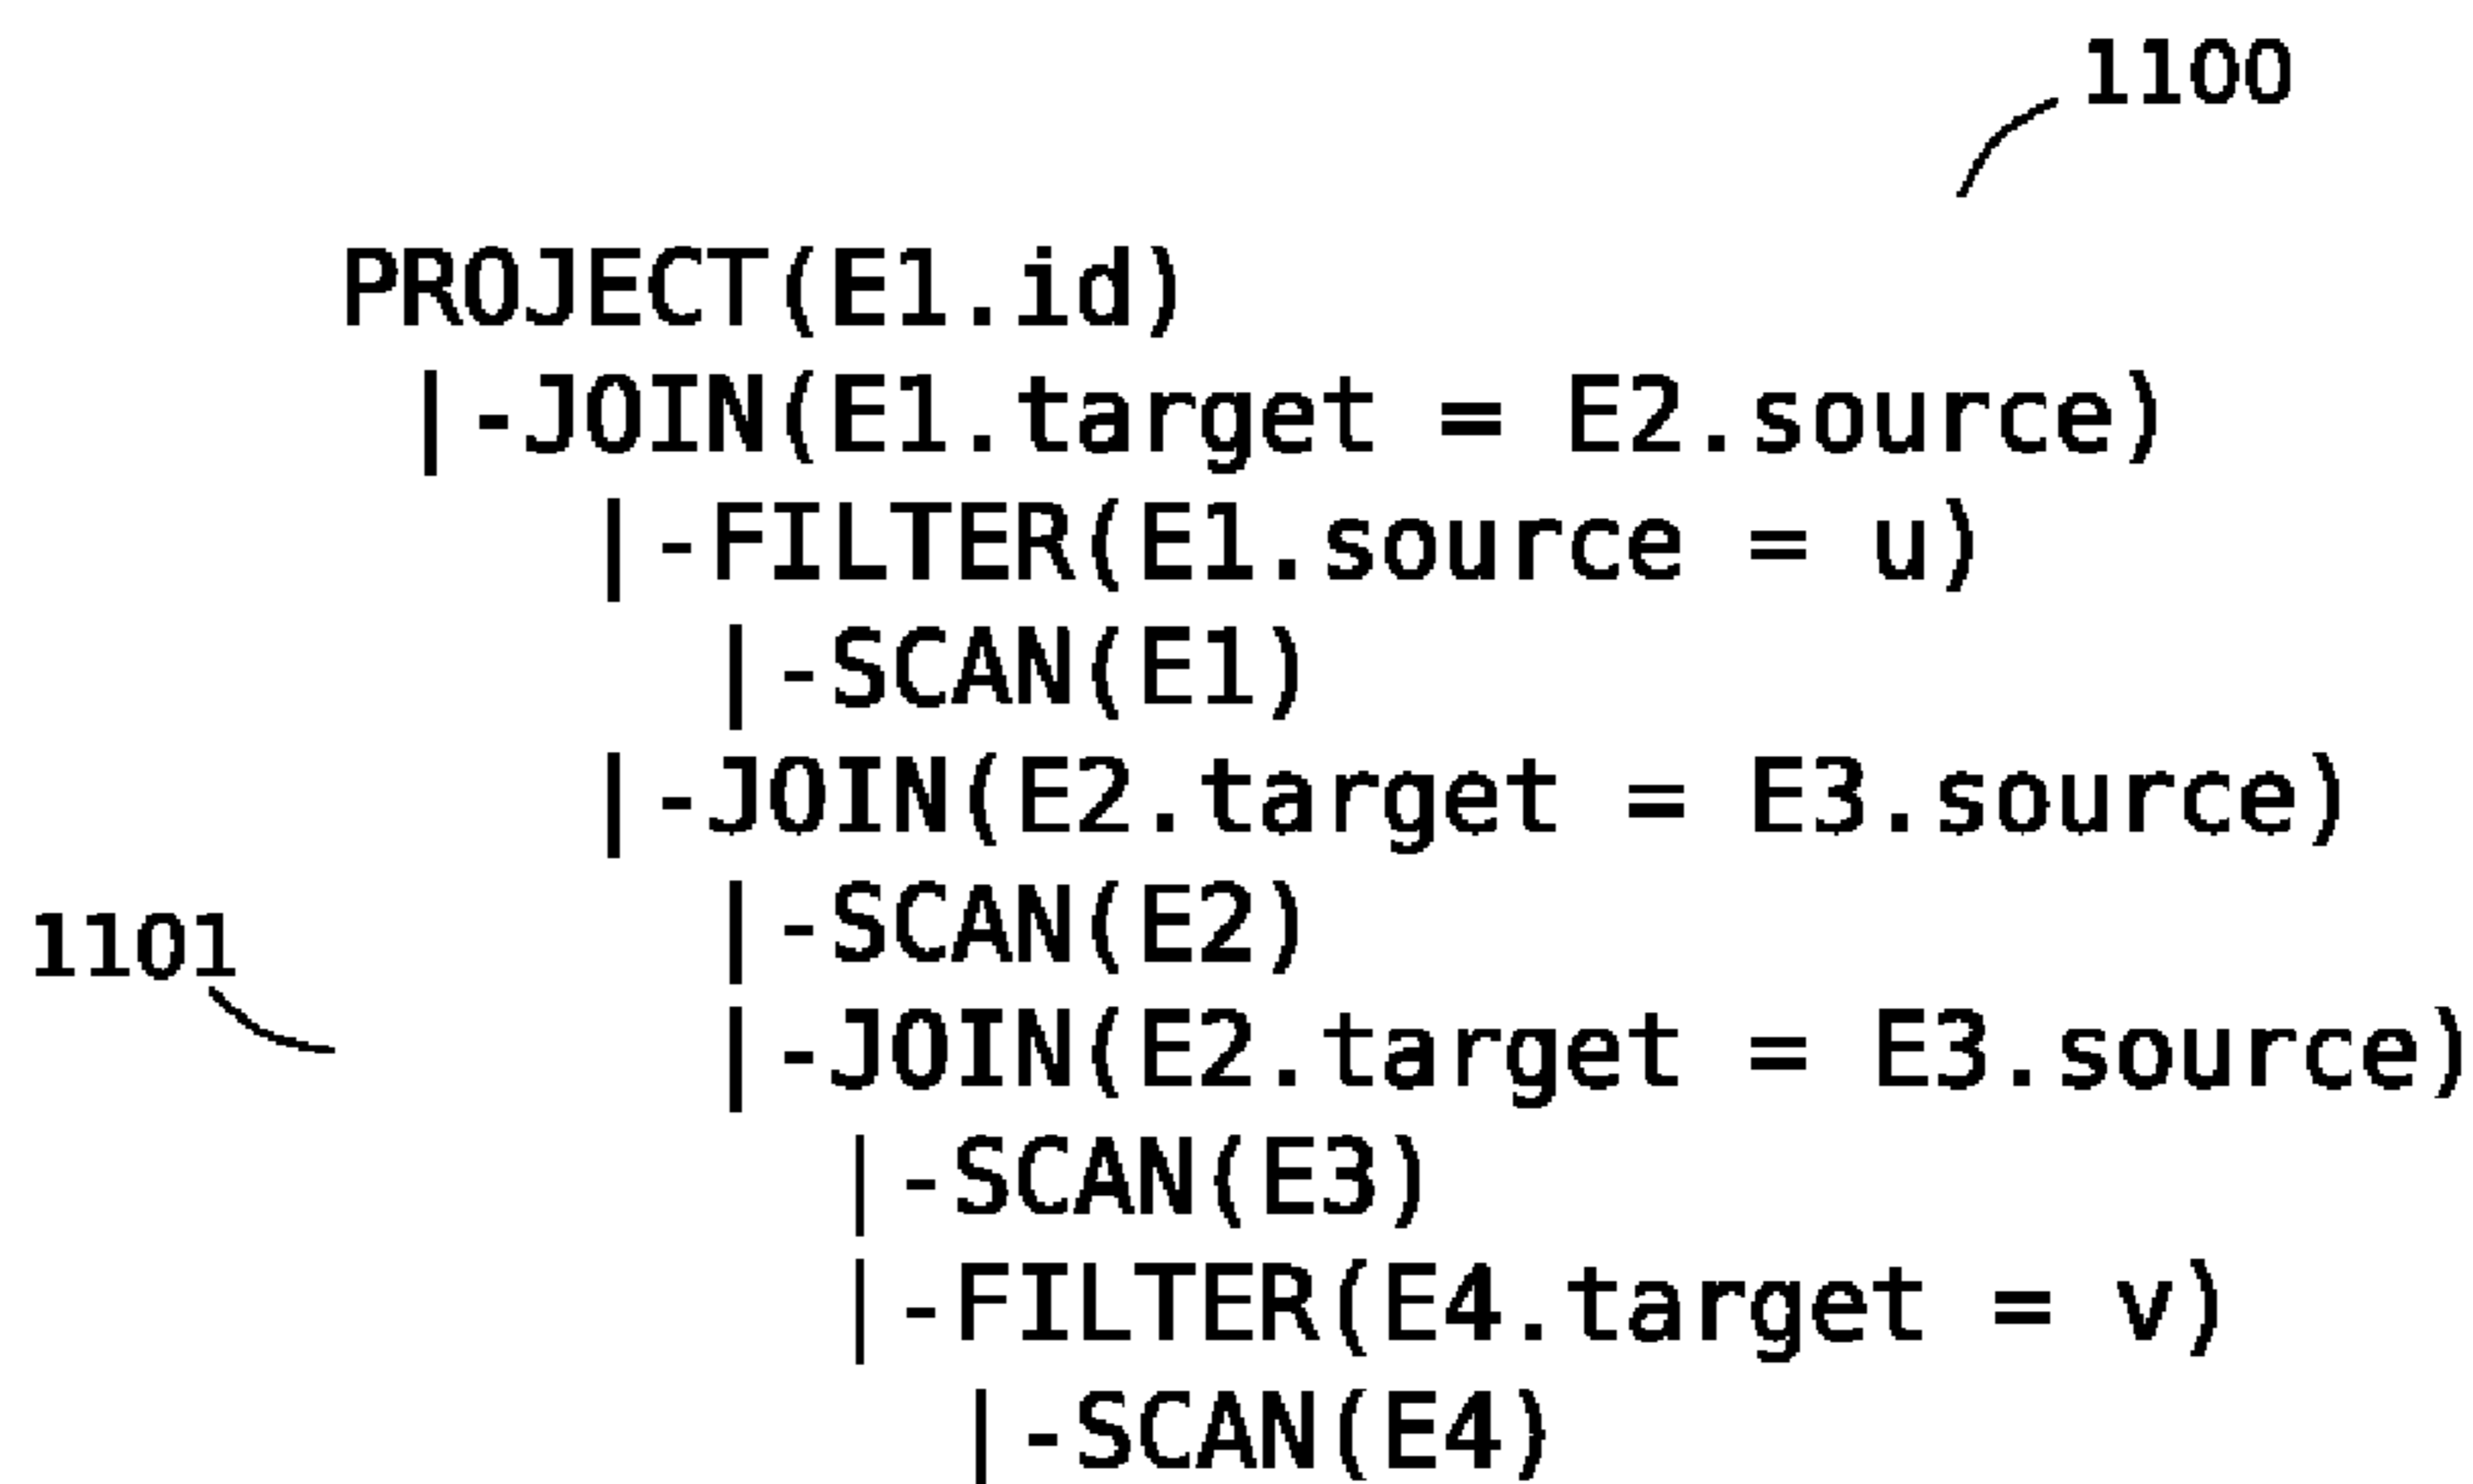 1100
PROJECT(E1.id)
|-JOIN(E1.target = E2.source)
|-FILTER(E1.source = u)
|-SCAN(E1)
|-JOIN(E2.target = E3.source)
|-SCAN(E2)
1101
|-JOIN(E2.target = E3.source)
|-SCAN(E3)
|-FILTER(E4.target = v)
|-SCAN(E4)